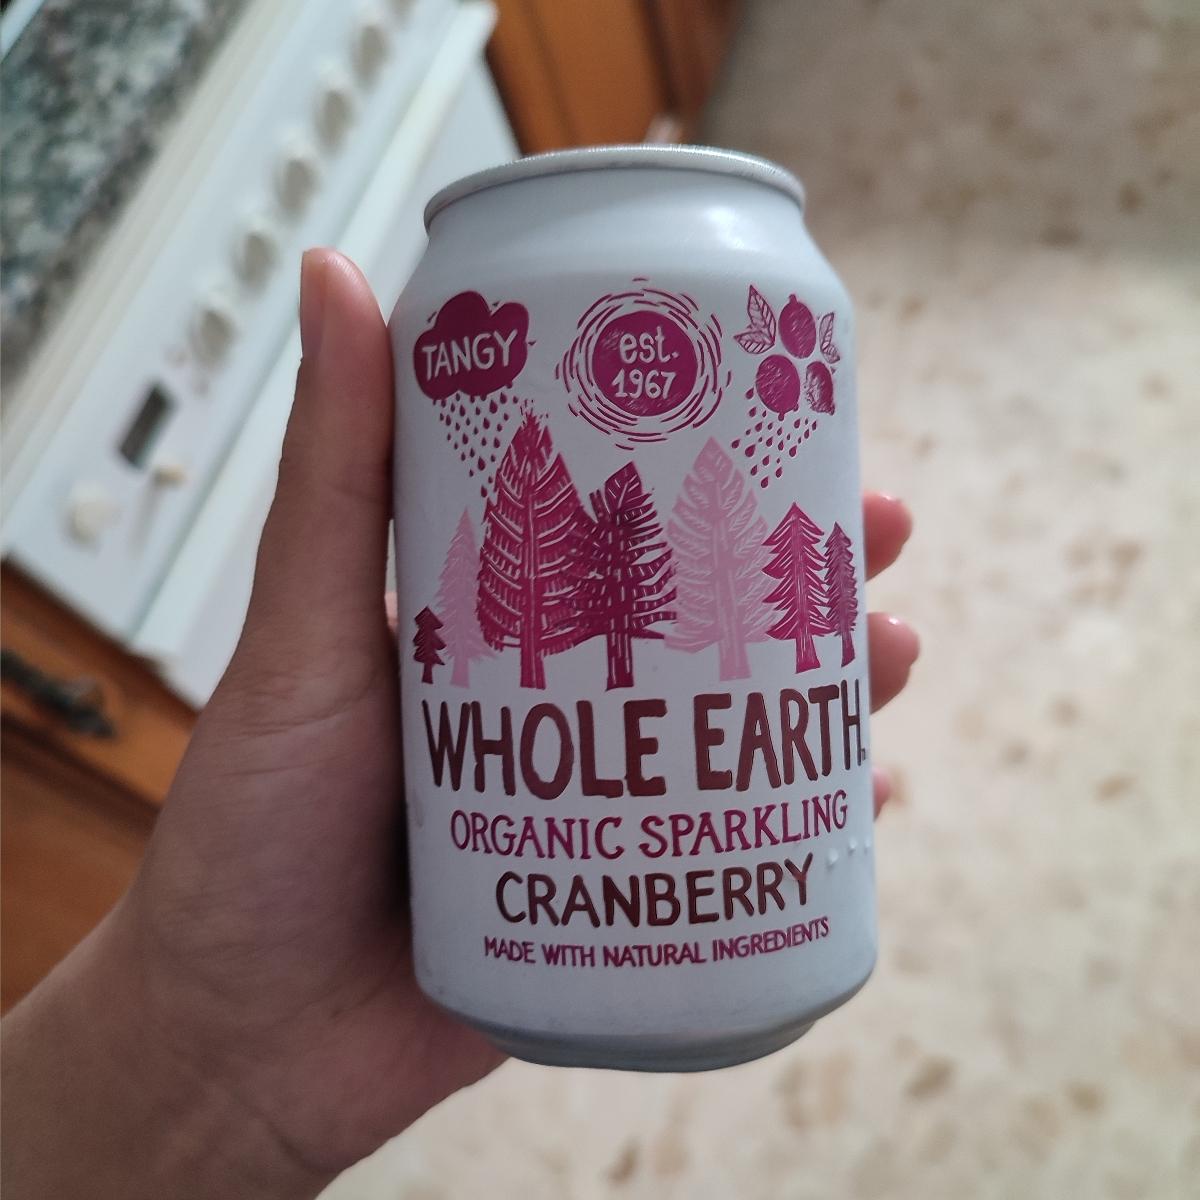 TANGY
est.
1967
WHOLE EARTH
ORGANIC SPARKLING
CRANBERRY
MADE WITH NATURAL INGREDIENTS